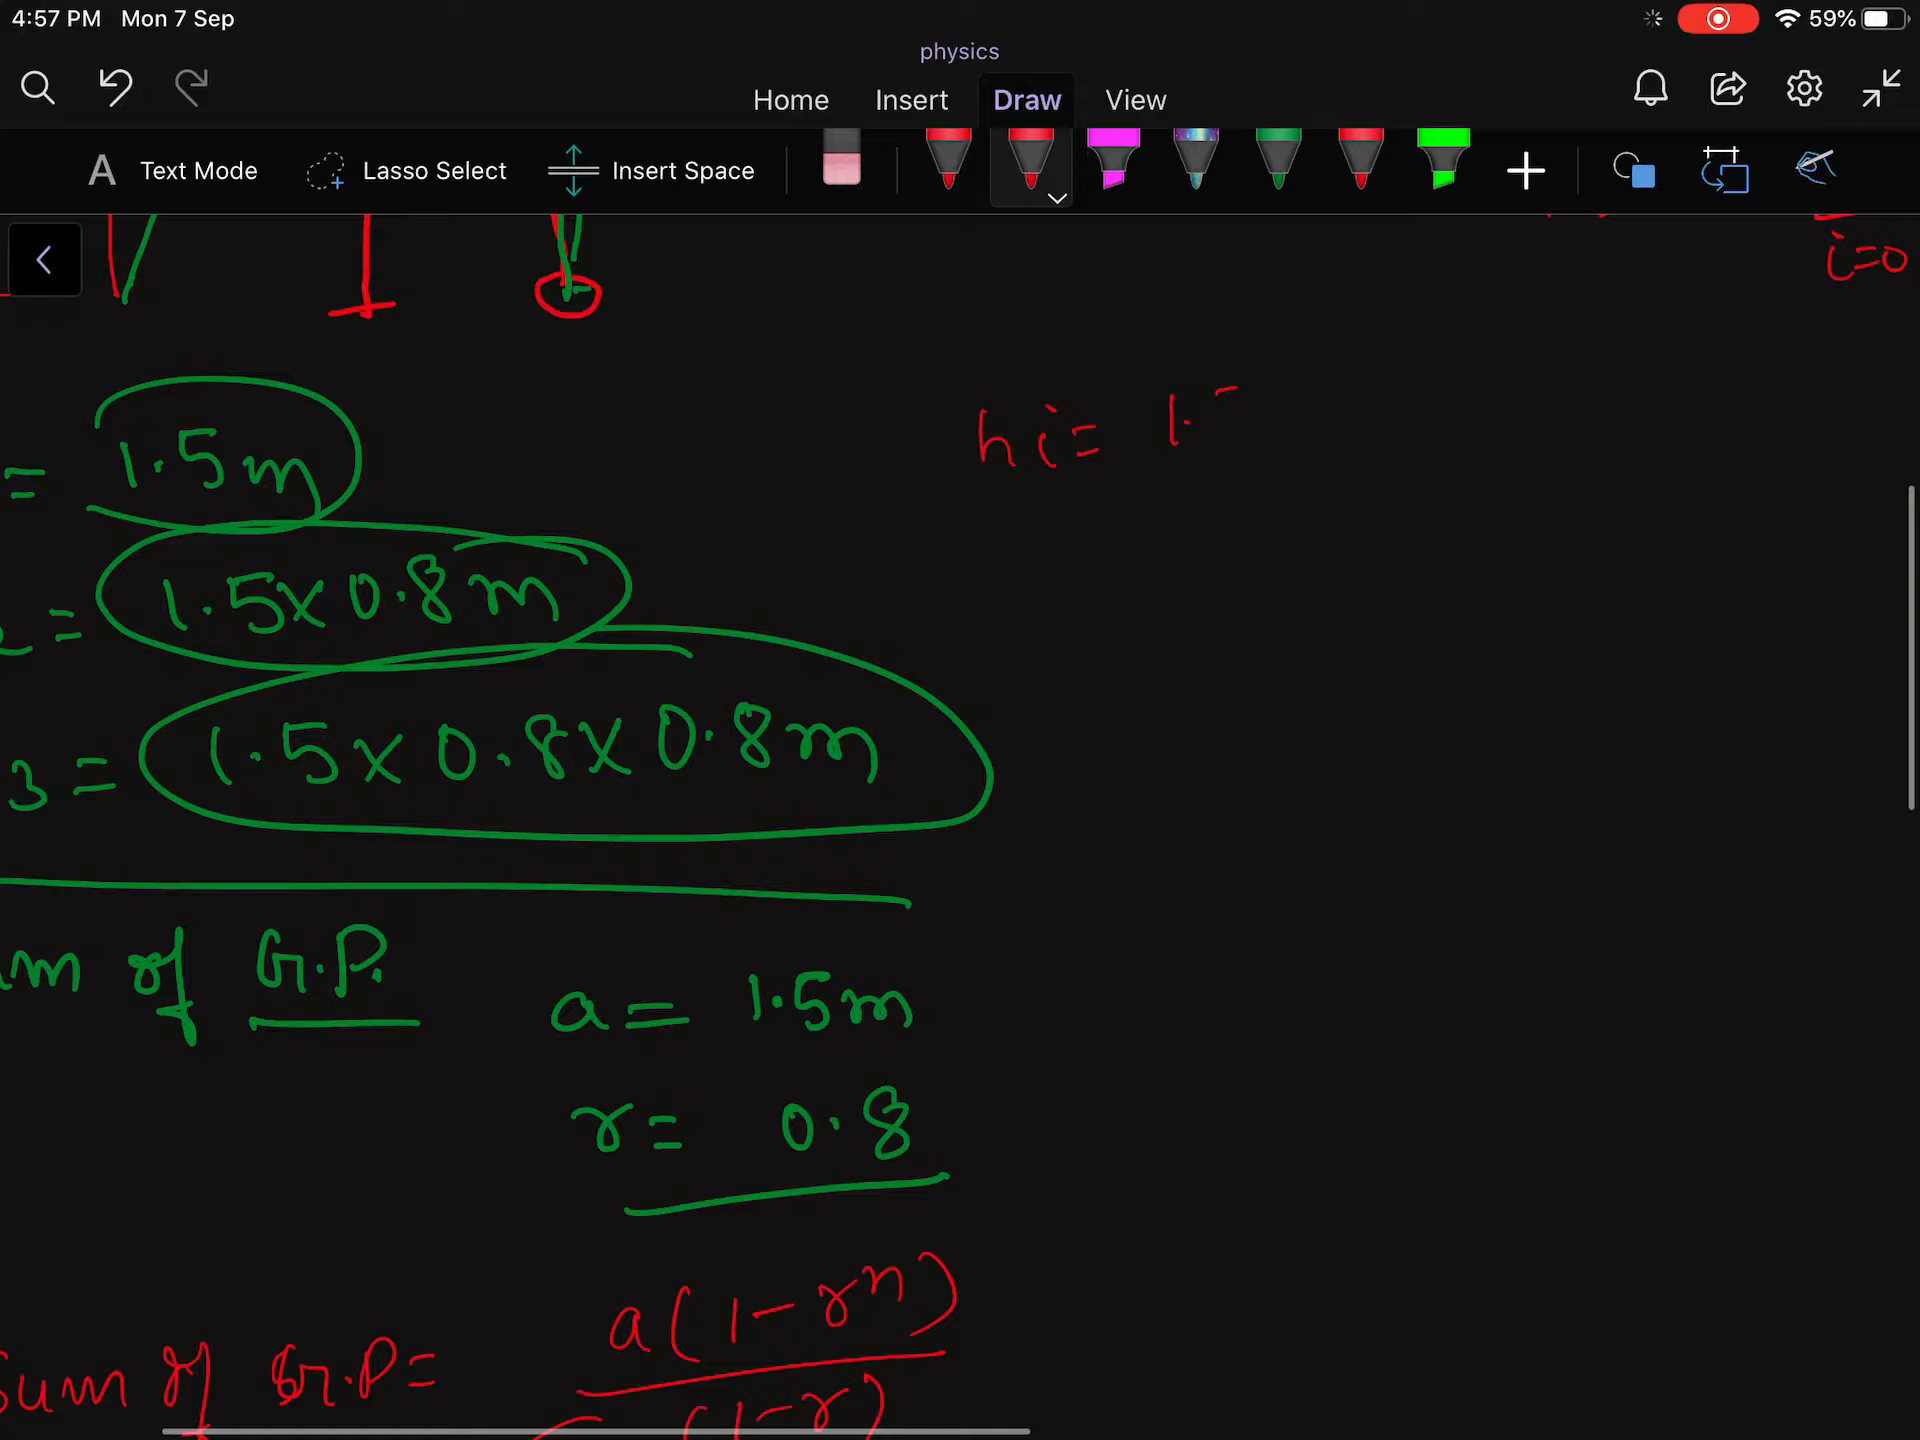 4:57 PM Mon 7 Sep 59%
physics
Home Insert Draw View
A Text Mode Lasso Select Insert Space
i=0
hi= 1.
= 1.5m
= 1.5x0.8m
3 = 1.5x0.8x0.8m
of G.P. a= 1.5m
r= 0.8
Sum of G.P= a(1-r^n)
(1-r)